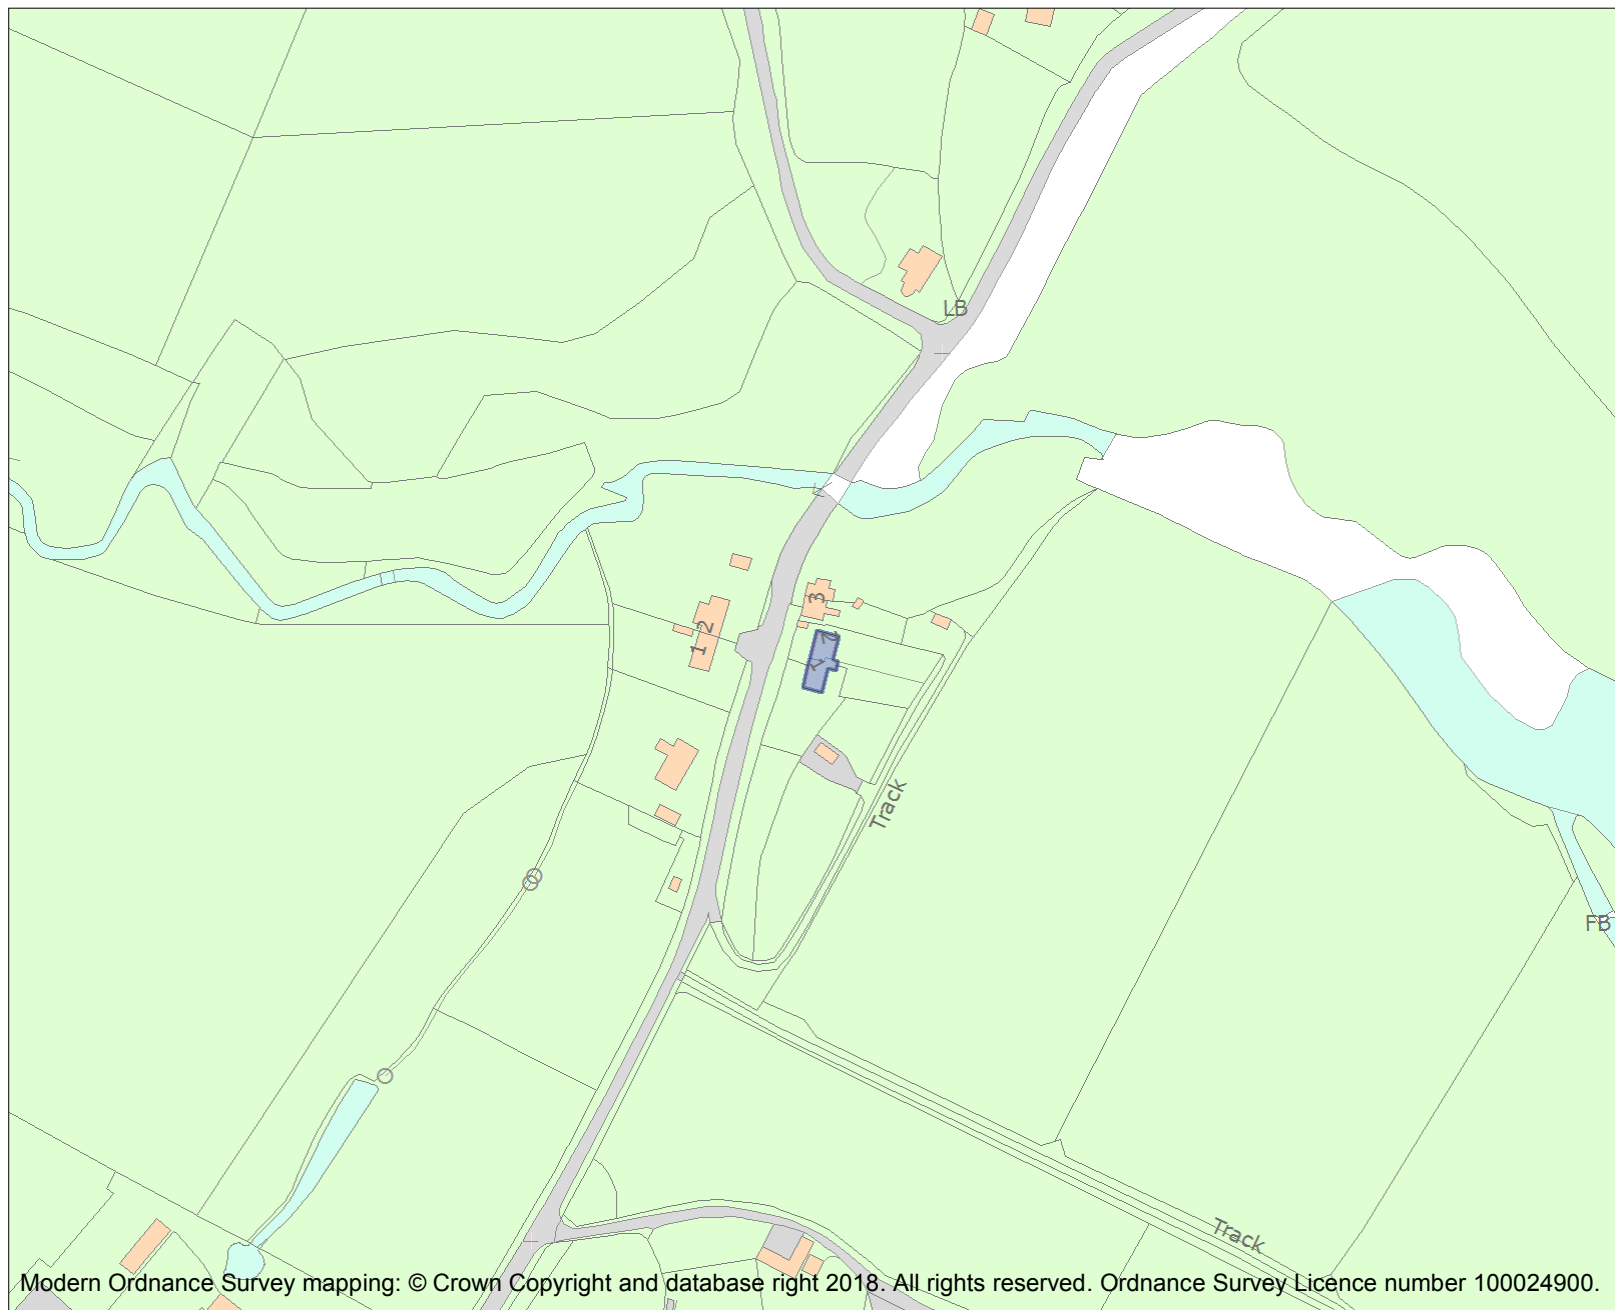 LB
3
1 2
1 2
Track
FB
Track
Modern Ordnance Survey mapping: © Crown Copyright and database right 2018. All rights reserved. Ordnance Survey Licence number 100024900.